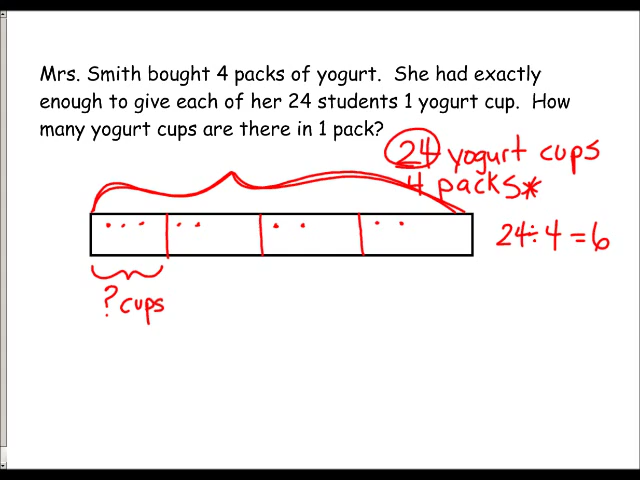 Mrs. Smith bought 4 packs of yogurt. She had exactly
enough to give each of her 24 students 1 yogurt cup. How
many yogurt cups are there in 1 pack?
24 yogurt cups
4 packs*
24÷4=6
?cups